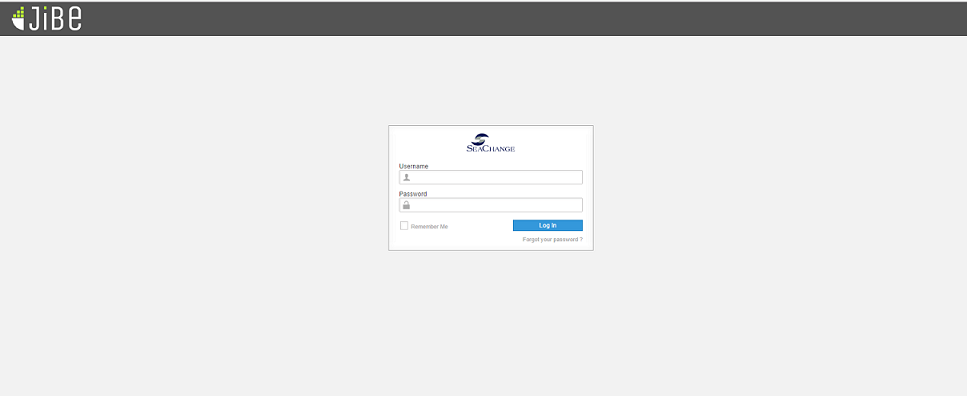 JiBe
SEACHANGE
Username
Password
Remember Me
Log In
Forgot your password ?